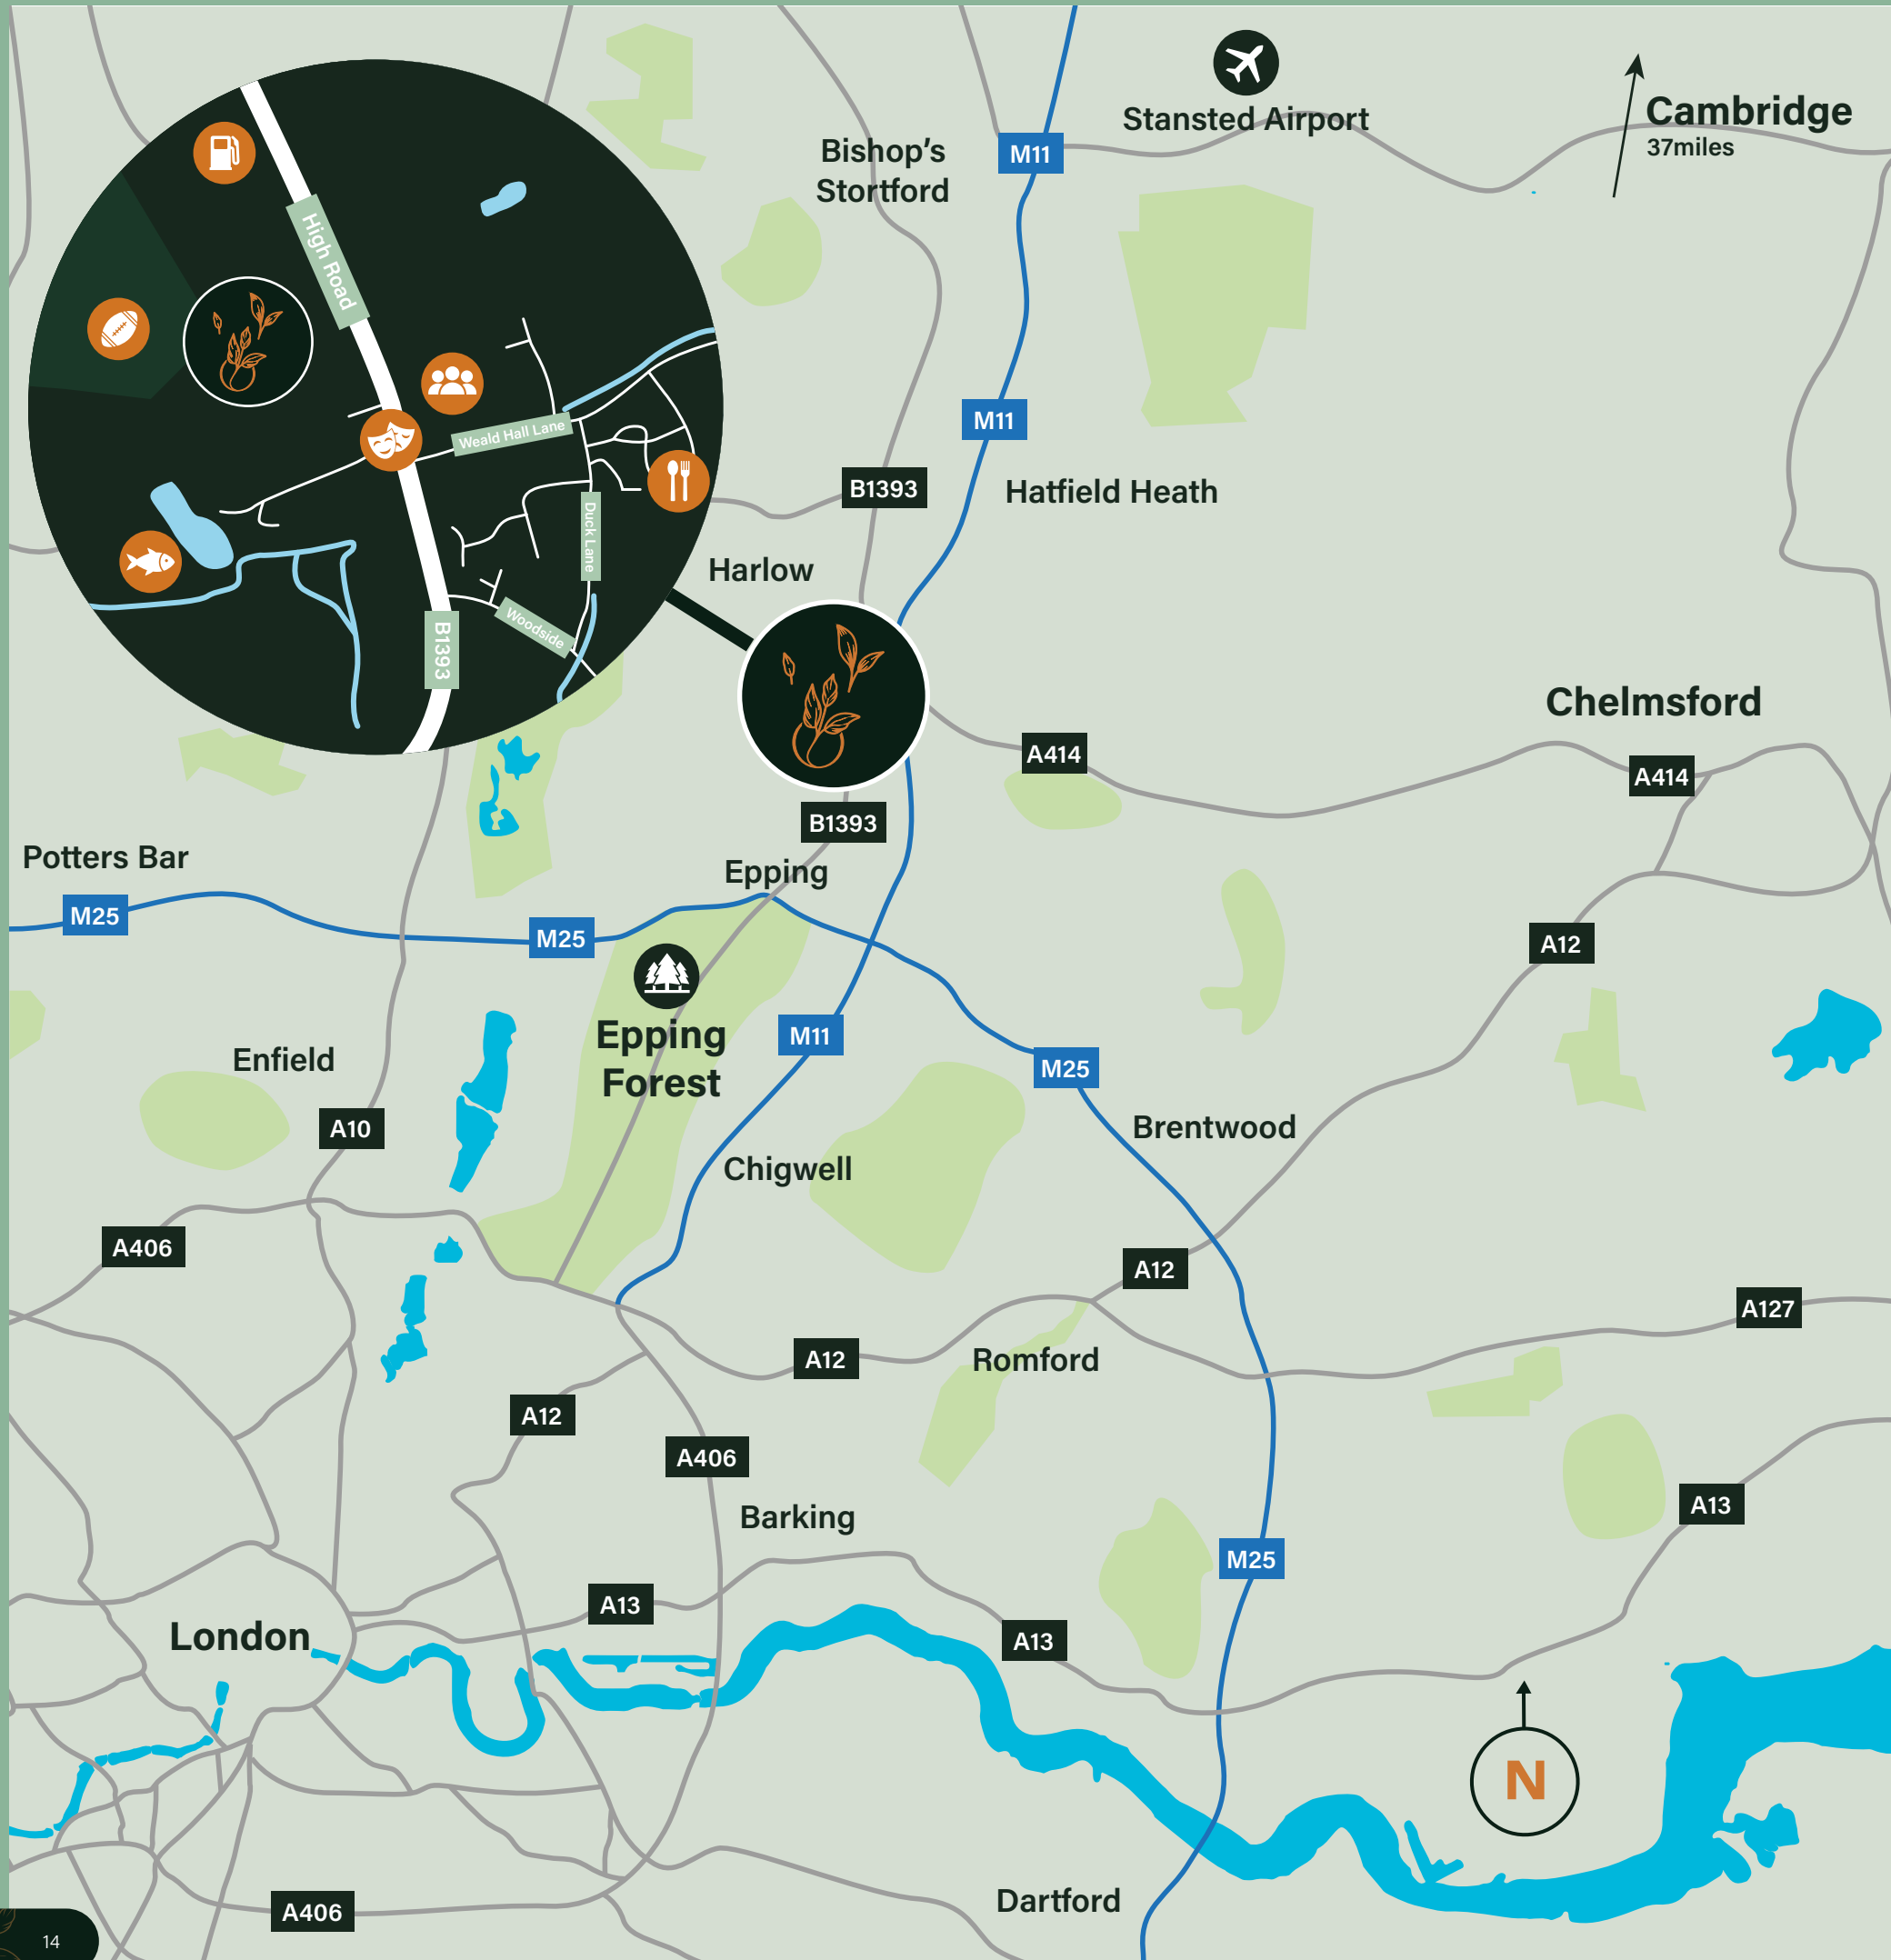 Stansted Airport
Cambridge
37miles
Bishop’s
Stortford
M11
High Road
M11
Weald Hall Lane
B1393
Hatfield Heath
Duck Lane
Harlow
Woodside
B1393
Chelmsford
A414
A414
B1393
Potters Bar
Epping
M25
M25
A12
Epping
Forest
M11
Enfield
M25
A10
Brentwood
Chigwell
A406
A12
A127
A12
Romford
A12
A406
A13
Barking
M25
A13
London
A13
N
Dartford
A406
14